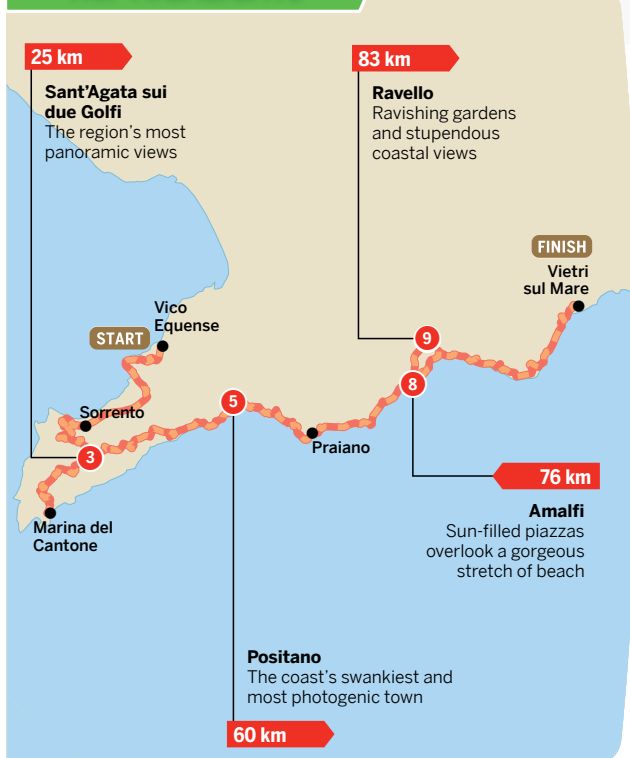 25 km
Sant'Agata sui
due Golfi
The region's most
panoramic views
83 km
Ravello
Ravishing gardens
and stupendous
coastal views
FINISH
Vietri
sul Mare
Vico
Equense
START
9
8
5
Sorrento
Praiano
3
76 km
Marina del
Cantone
Amalfi
Sun-filled piazzas
overlook a gorgeous
stretch of beach
Positano
The coast's swankiest and
most photogenic town
60 km